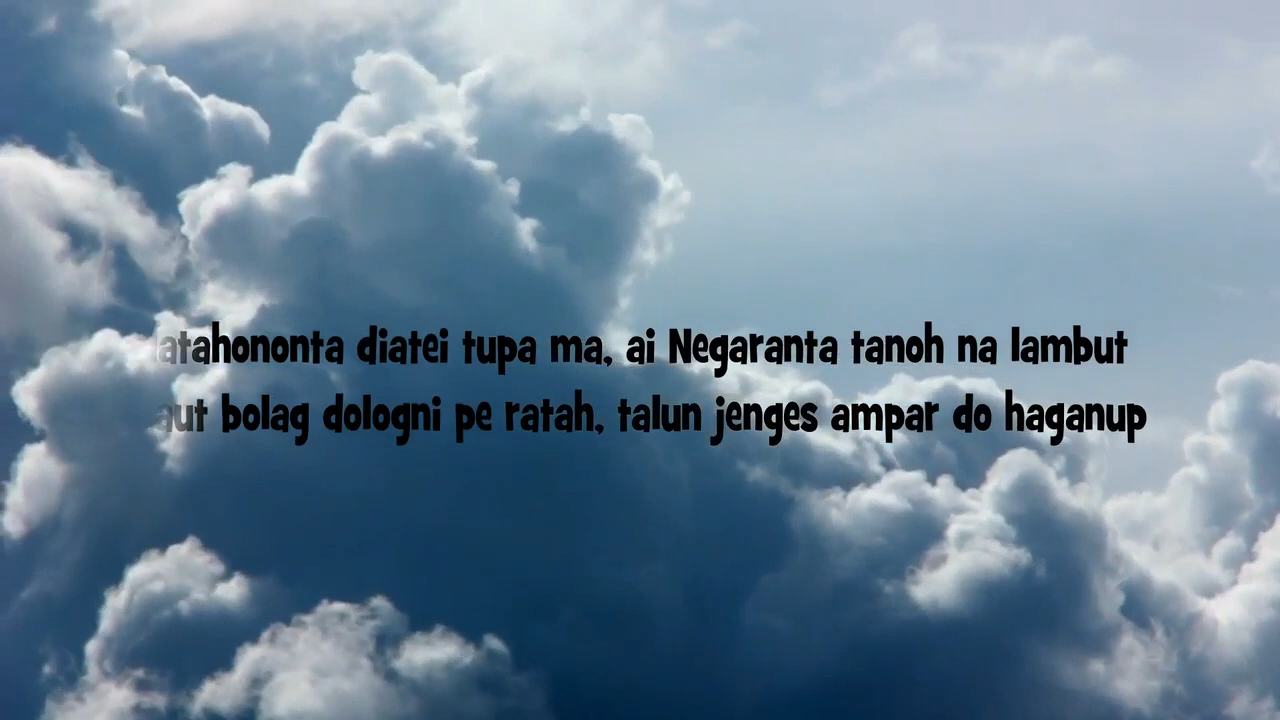 diatei tupa ma, ai Negaranta tanoh na lambut
bolag dologni pe ratah, talun jenges ampar do haganup